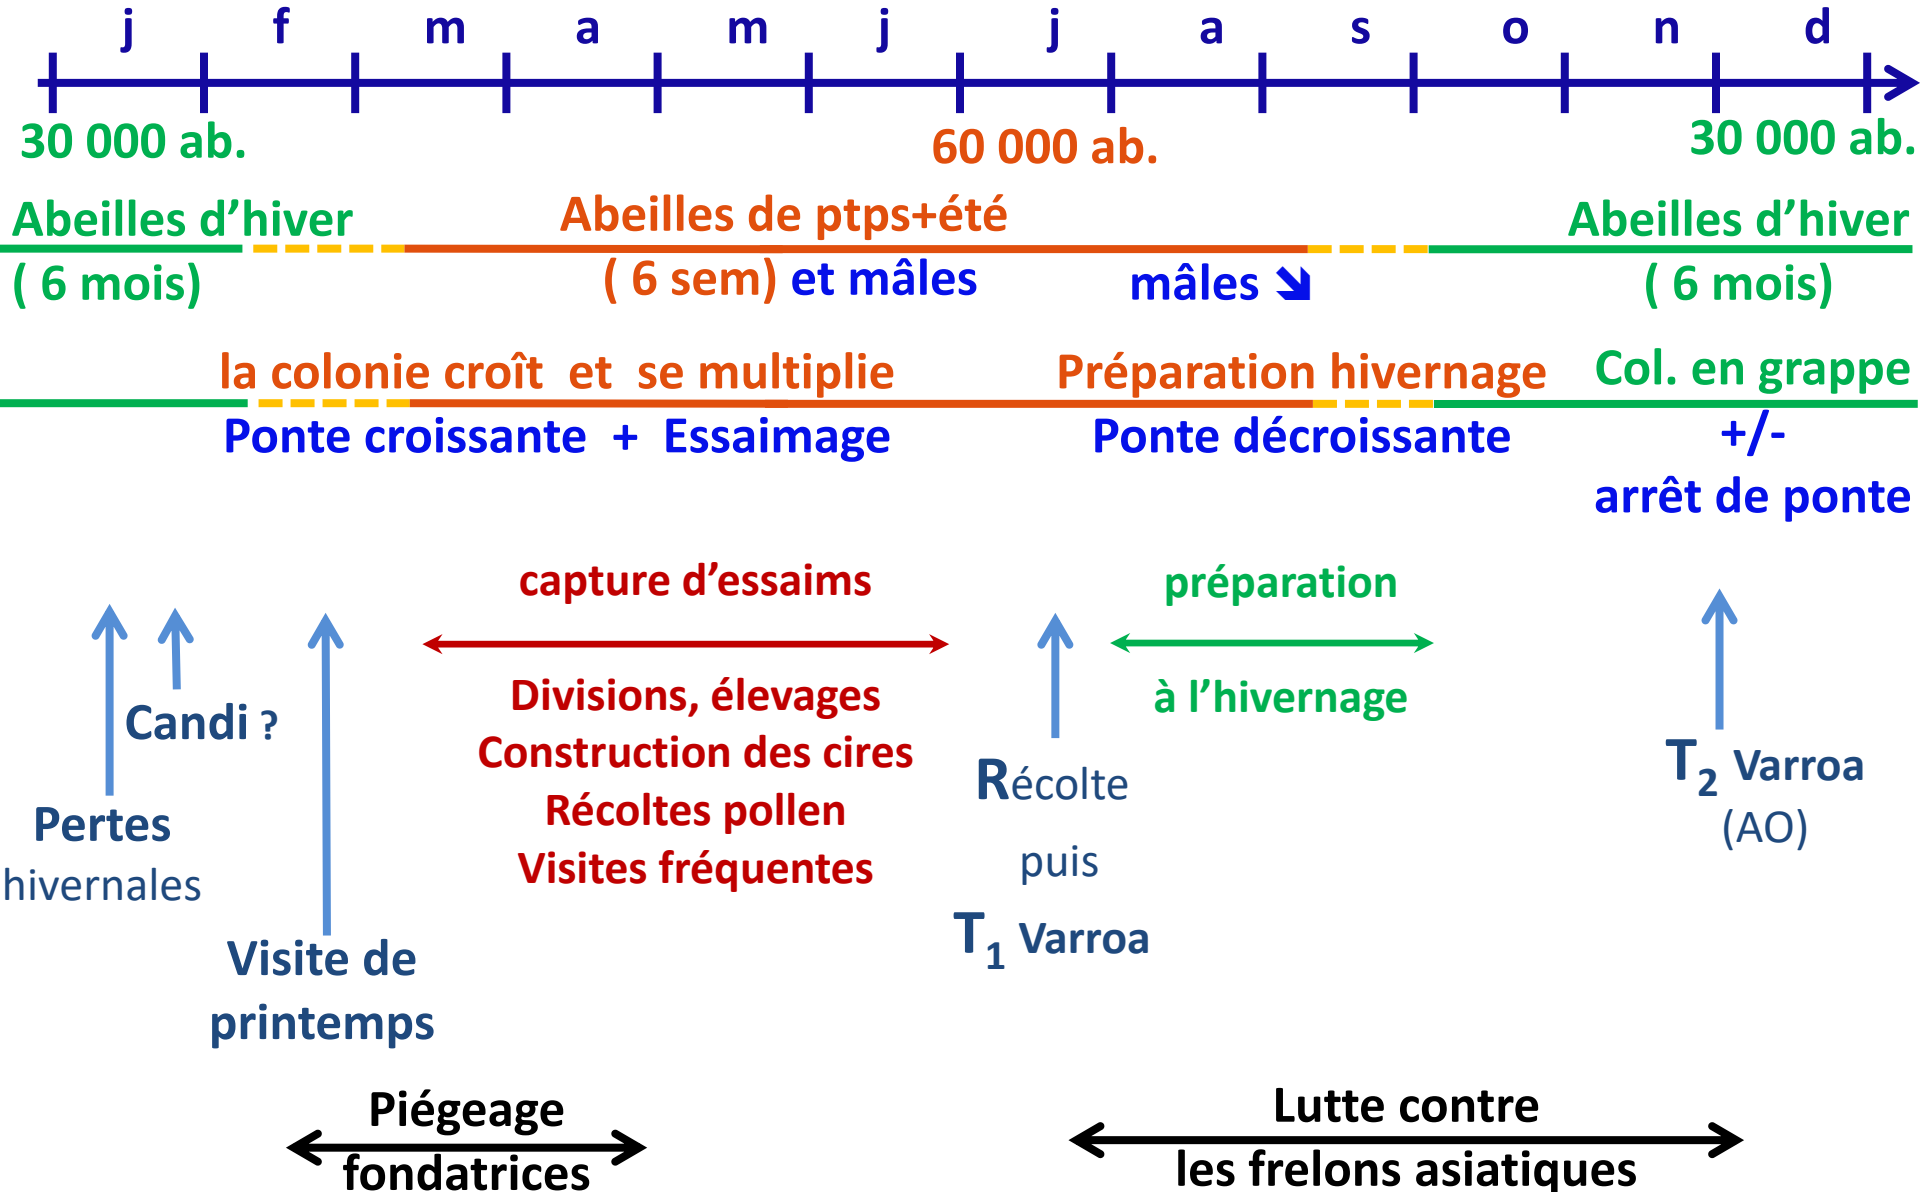 j f m a m j j a s o n d
30 000 ab. 60 000 ab. 30 000 ab.
Abeilles d’hiver Abeilles de ptps+été Abeilles d’hiver
( 6 mois) ( 6 sem) et mâles mâles ➘ ( 6 mois)
la colonie croît et se multiplie Préparation hivernage Col. en grappe
Ponte croissante + Essaimage Ponte décroissante +/-
arrêt de ponte
capture d’essaims
Divisions, élevages
Construction des cires
Récoltes pollen
Visites fréquentes
préparation
à l’hivernage
Candi ?
Pertes
hivernales
Visite de
printemps
Récolte
puis
T1 Varroa
T2 Varroa
(AO)
Piégeage
fondatrices
Lutte contre
les frelons asiatiques